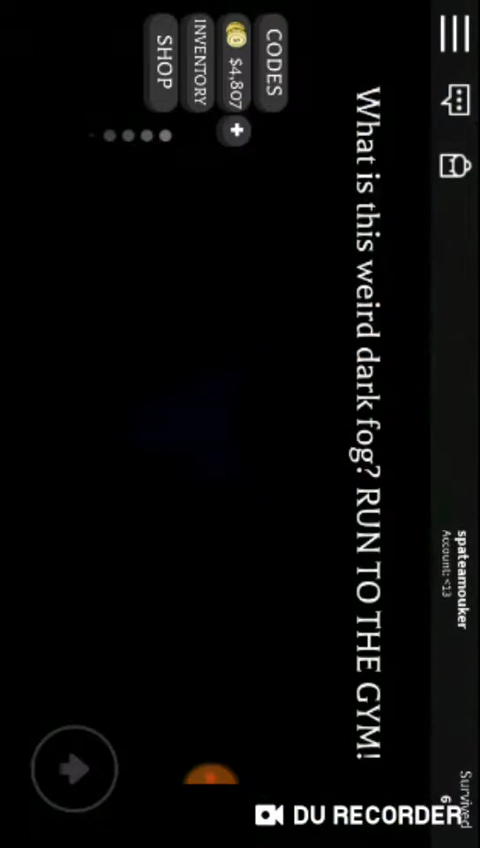 spateamouker
Account: <13
Survived
6
What is this weird dark fog? RUN TO THE GYM!
CODES
$4,807
+
INVENTORY
SHOP
DU RECORDER